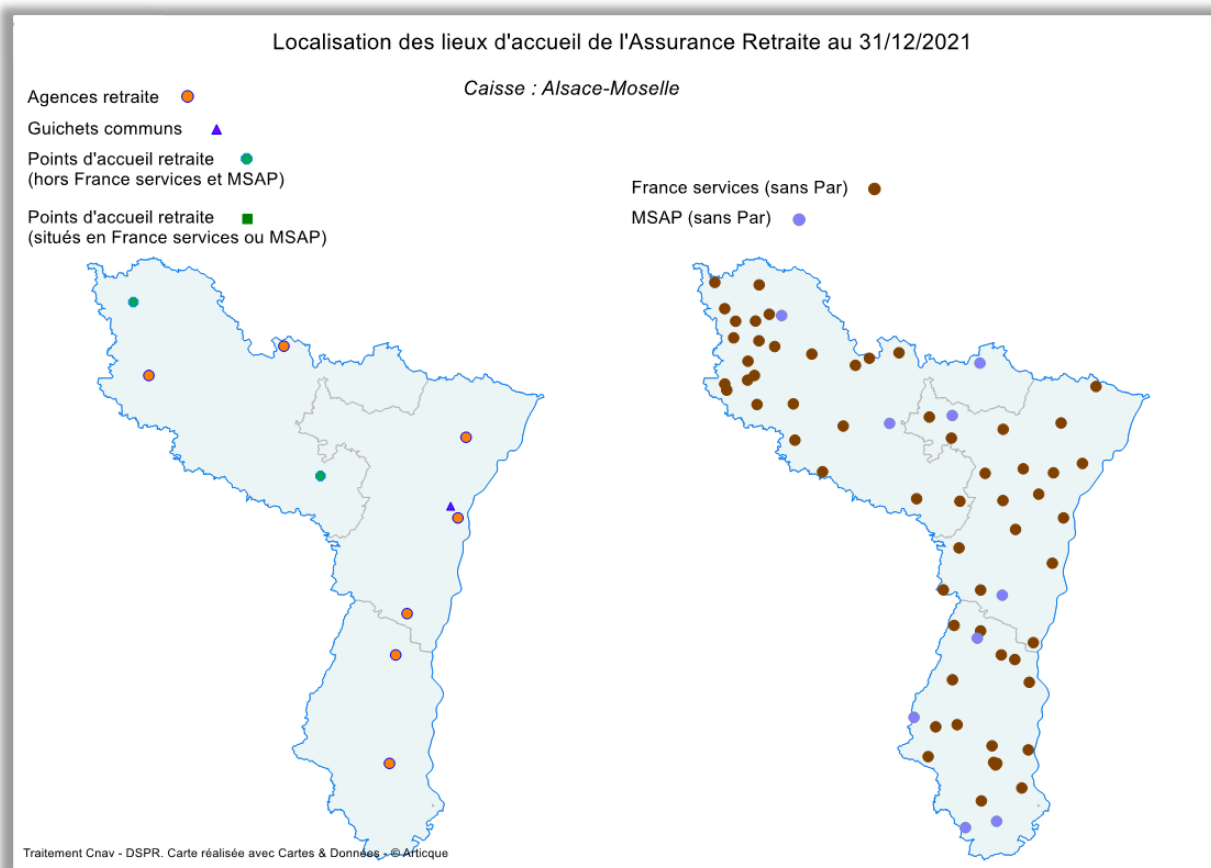 Localisation des lieux d'accueil de l'Assurance Retraite au 31/12/2021
Caisse : Alsace-Moselle
Agences retraite
Guichets communs
Points d'accueil retraite
(hors France services et MSAP)
Points d'accueil retraite
(situés en France services ou MSAP)
France services (sans Par)
MSAP (sans Par)
Traitement Cnav - DSPR. Carte réalisée avec Cartes & Données - © Articque